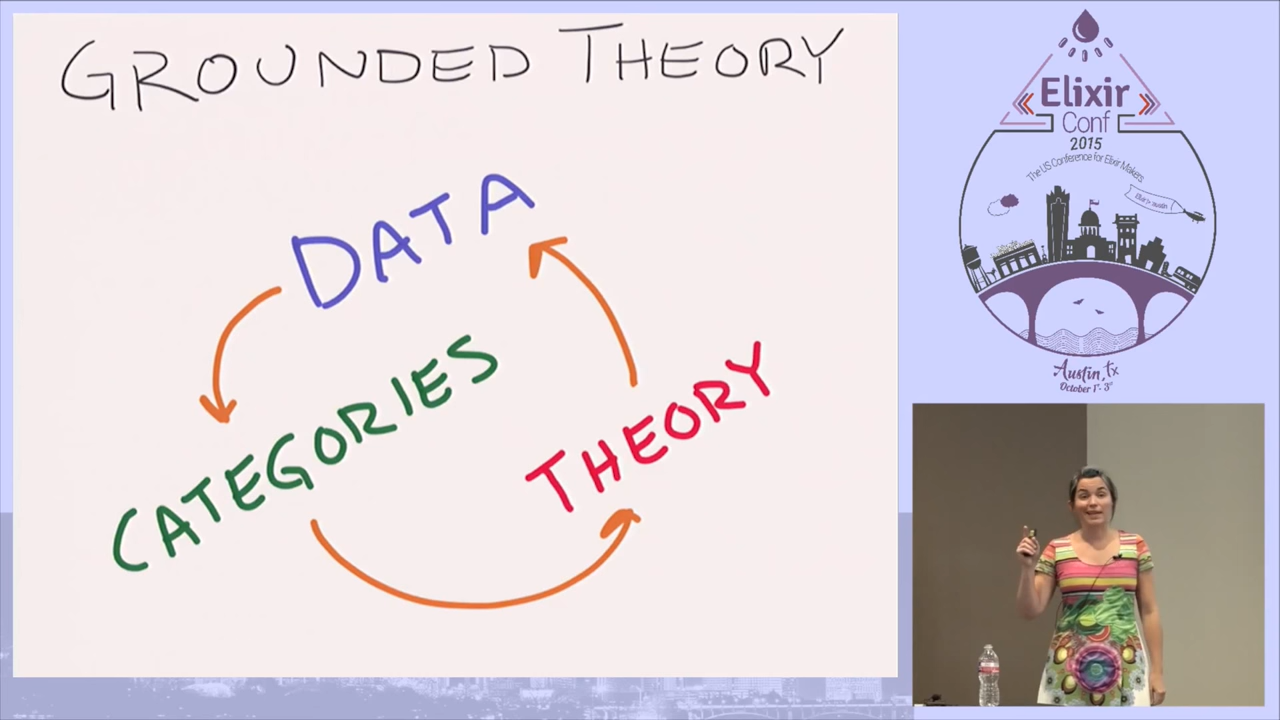 GROUNDED THEORY
DATA
CATEGORIES
THEORY
Elixir
Conf
2015
The US Conference for Elixir Makers
Austin, tx
October 1st - 3rd